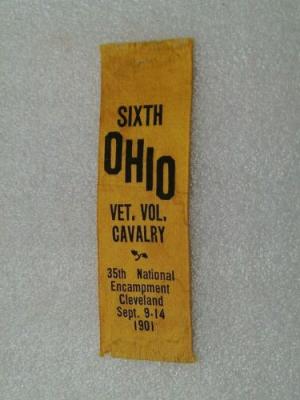 SIXTH
OHIO
VET. VOL.
CAVALRY
35th National
Encampment
Cleveland
Sept. 9-14
1901